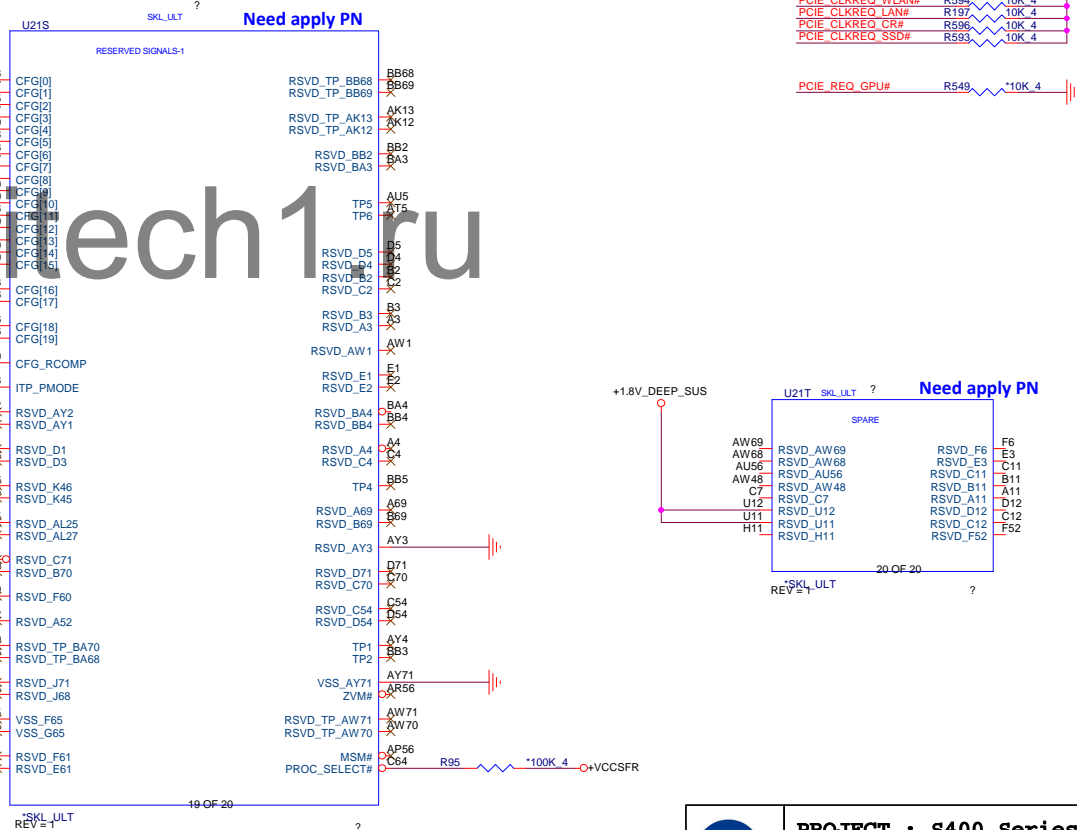 ?
SKL_ULT
Need apply PN
U21S
RESERVED SIGNALS-1
CFG[0]
CFG[1]
CFG[2]
CFG[3]
CFG[4]
CFG[5]
CFG[6]
CFG[7]
CFG[8]
CFG[9]
CFG[10]
CFG[11]
CFG[12]
CFG[13]
CFG[14]
CFG[15]
CFG[16]
CFG[17]
CFG[18]
CFG[19]
CFG_RCOMP
ITP_PMODE
RSVD_AY2
RSVD_AY1
RSVD_D1
RSVD_D3
RSVD_K46
RSVD_K45
RSVD_AL25
RSVD_AL27
RSVD_C71
RSVD_B70
RSVD_F60
RSVD_A52
RSVD_TP_BA70
RSVD_TP_BA68
RSVD_J71
RSVD_J68
VSS_F65
VSS_G65
RSVD_F61
RSVD_E61
RSVD_TP_BB68 BB68
RSVD_TP_BB69 BB69
RSVD_TP_AK13 AK13
RSVD_TP_AK12 AK12
RSVD_BB2 BB2
RSVD_BA3 BA3
TP5 AU5
TP6 AT5
RSVD_D5 D5
RSVD_D4 D4
RSVD_B2 B2
RSVD_C2 C2
RSVD_B3 B3
RSVD_A3 A3
RSVD_AW1 AW1
RSVD_E1 E1
RSVD_E2 E2
RSVD_BA4 BA4
RSVD_BB4 BB4
RSVD_A4 A4
RSVD_C4 C4
TP4 BB5
RSVD_A69 A69
RSVD_B69 B69
RSVD_AY3 AY3
RSVD_D71 D71
RSVD_C70 C70
RSVD_C54 C54
RSVD_D54 D54
TP1 AY4
TP2 BB3
VSS_AY71 AY71
ZVM# AR56
RSVD_TP_AW71 AW71
RSVD_TP_AW70 AW70
MSM# AP56
PROC_SELECT# C64 R95 *100K_4 +VCCSFR
19 OF 20
*SKL_ULT
REV = 1
?
itech1.ru
PCIE_CLKREQ_WLAN# R594 10K_4
PCIE_CLKREQ_LAN# R197 10K_4
PCIE_CLKREQ_CR# R596 10K_4
PCIE_CLKREQ_SSD# R593 10K_4
PCIE_REQ_GPU# R549 *10K_4
+1.8V_DEEP_SUS
U21T SKL_ULT ? Need apply PN
SPARE
AW69 RSVD_AW69 RSVD_F6 F6
AW68 RSVD_AW68 RSVD_E3 E3
AU56 RSVD_AU56 RSVD_C11 C11
AW48 RSVD_AW48 RSVD_B11 B11
C7 RSVD_C7 RSVD_A11 A11
U12 RSVD_U12 RSVD_D12 D12
U11 RSVD_U11 RSVD_C12 C12
H11 RSVD_H11 RSVD_F52 F52
20 OF 20
*SKL_ULT
REV = 1
?
PROJECT : S400 Series